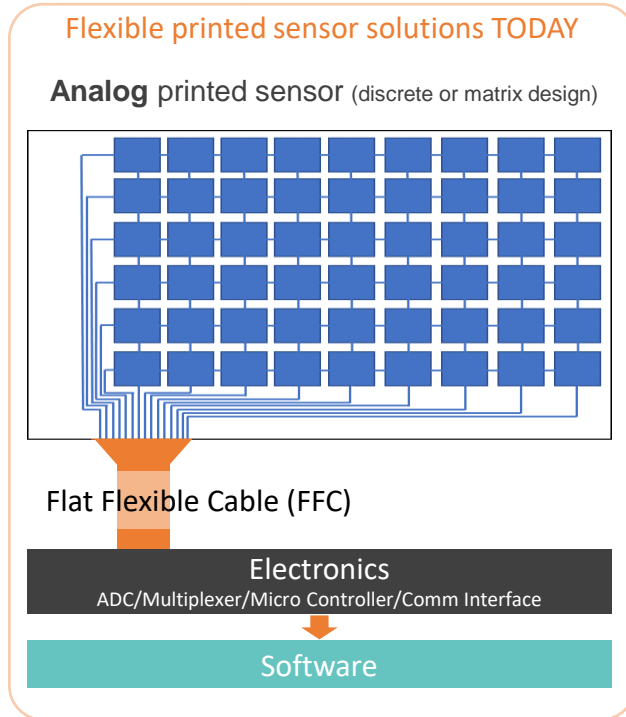 Flexible printed sensor solutions TODAY
Analog printed sensor (discrete or matrix design)
Flat Flexible Cable (FFC)
Electronics
ADC/Multiplexer/Micro Controller/Comm Interface
Software